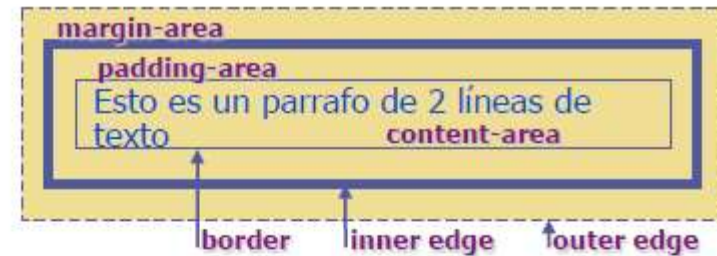 margin-area
padding-area
Esto es un parrafo de 2 líneas de
texto content-area
border inner edge outer edge